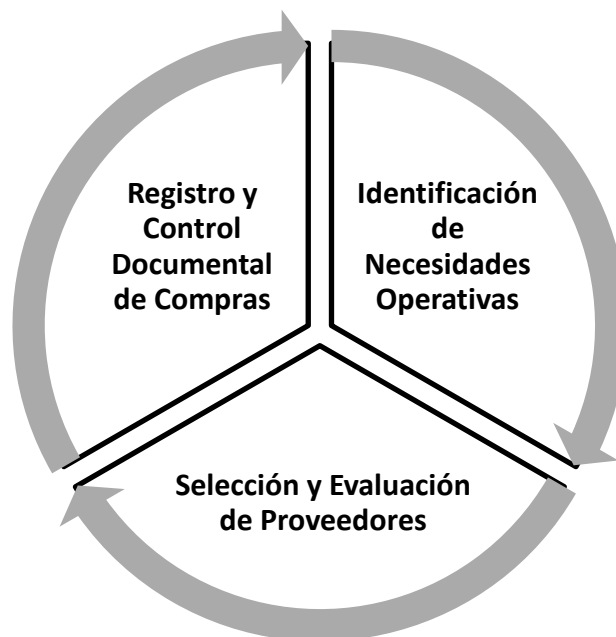 Registro y
Control
Documental
de Compras
Identificación
de
Necesidades
Operativas
Selección y Evaluación
de Proveedores